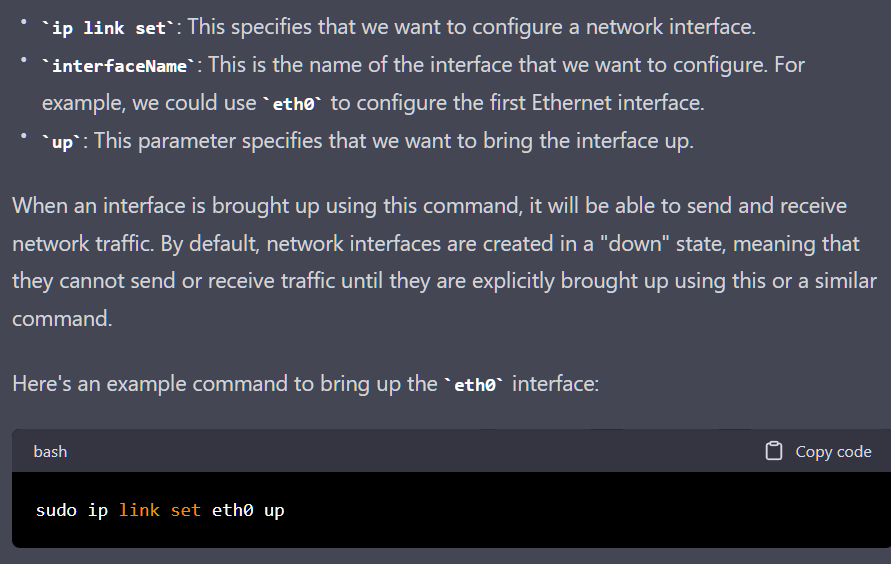 • `ip link set`: This specifies that we want to configure a network interface.
• `interfaceName`: This is the name of the interface that we want to configure. For
example, we could use `eth0` to configure the first Ethernet interface.
• `up`: This parameter specifies that we want to bring the interface up.
When an interface is brought up using this command, it will be able to send and receive
network traffic. By default, network interfaces are created in a "down" state, meaning that
they cannot send or receive traffic until they are explicitly brought up using this or a similar
command.
Here's an example command to bring up the `eth0` interface:
bash
Copy code
sudo ip link set eth0 up